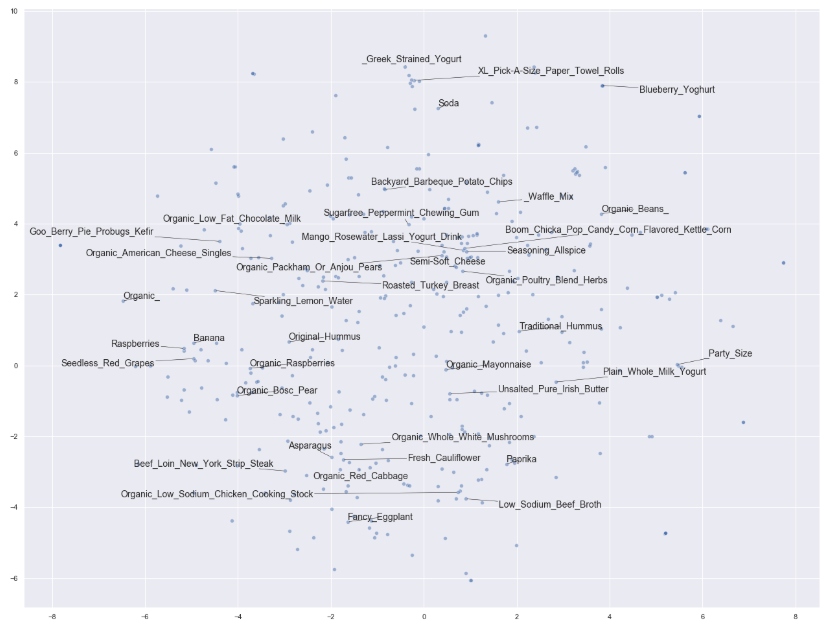 10
_Greek_Strained_Yogurt
XL_Pick-A-Size_Paper_Towel_Rolls
8
Blueberry_Yoghurt
Soda
6
Backyard_Barbeque_Potato_Chips
_Waffle_Mix
Organic_Beans_
Sugarfree_Peppermint_Chewing_Gum
Organic_Low_Fat_Chocolate_Milk
4
Goo_Berry_Pie_Probugs_Kefir
Boom_Chicka_Pop_Candy_Corn_Flavored_Kettle_Corn
Mango_Rosewater_Lassi_Yogurt_Drink
Organic_American_Cheese_Singles
Seasoning_Allspice
Semi-Soft_Cheese
Organic_Packham_Or_Anjou_Pears
Organic_Poultry_Blend_Herbs
Roasted_Turkey_Breast
2
Organic_
Sparkling_Lemon_Water
Traditional_Hummus
Original_Hummus
Banana
Raspberries
Party_Size
Seedless_Red_Grapes
Organic_Raspberries
Organic_Mayonnaise
0
Plain_Whole_Milk_Yogurt
Organic_Bosc_Pear
Unsalted_Pure_Irish_Butter
−2
Organic_Whole_White_Mushrooms
Asparagus
Fresh_Cauliflower
Paprika
Beef_Loin_New_York_Strip_Steak
Organic_Red_Cabbage
Organic_Low_Sodium_Chicken_Cooking_Stock
Low_Sodium_Beef_Broth
−4
Fancy_Eggplant
−6
−8 −6 −4 −2 0 2 4 6 8